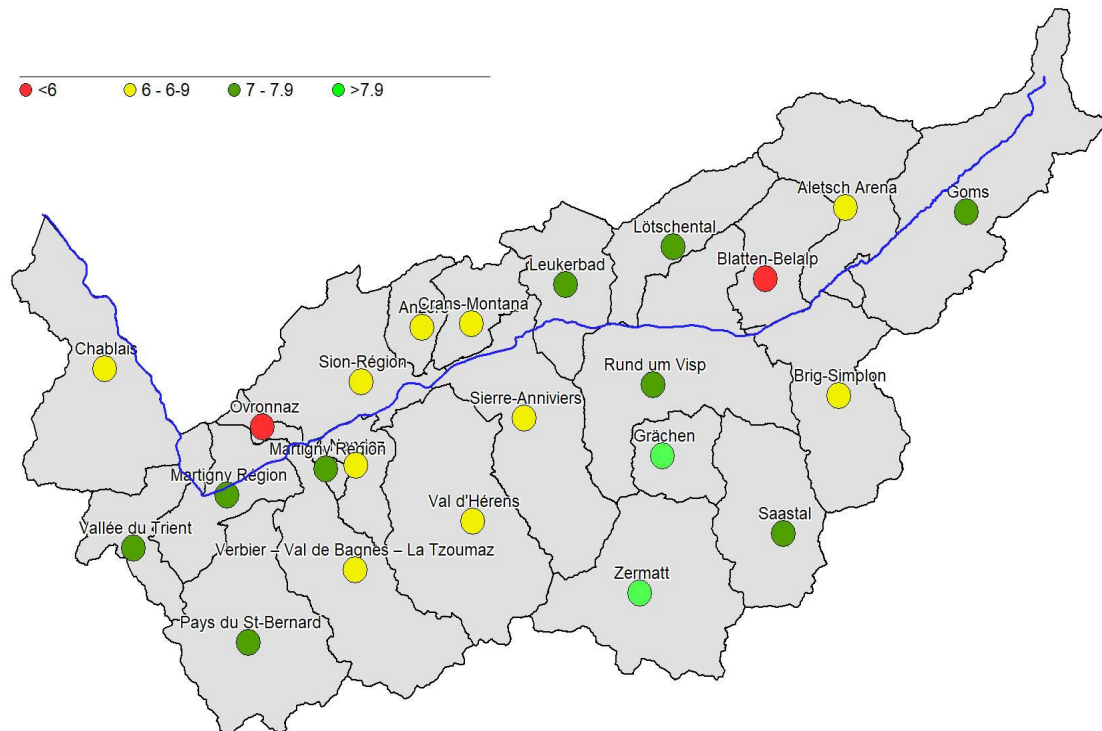 <6 6 - 6-9 7 - 7.9 >7.9
Aletsch Arena
Goms
Lötschental
Blatten-Belalp
Leukerbad
Crans-Montana
Chablais
Sion-Région
Rund um Visp
Brig-Simplon
Sierre-Anniviers
Ovronnaz
Grächen
Martigny Région
Martigny Région
Val d'Hérens
Saastal
Vallée du Trient
Verbier – Val de Bagnes – La Tzoumaz
Zermatt
Pays du St-Bernard